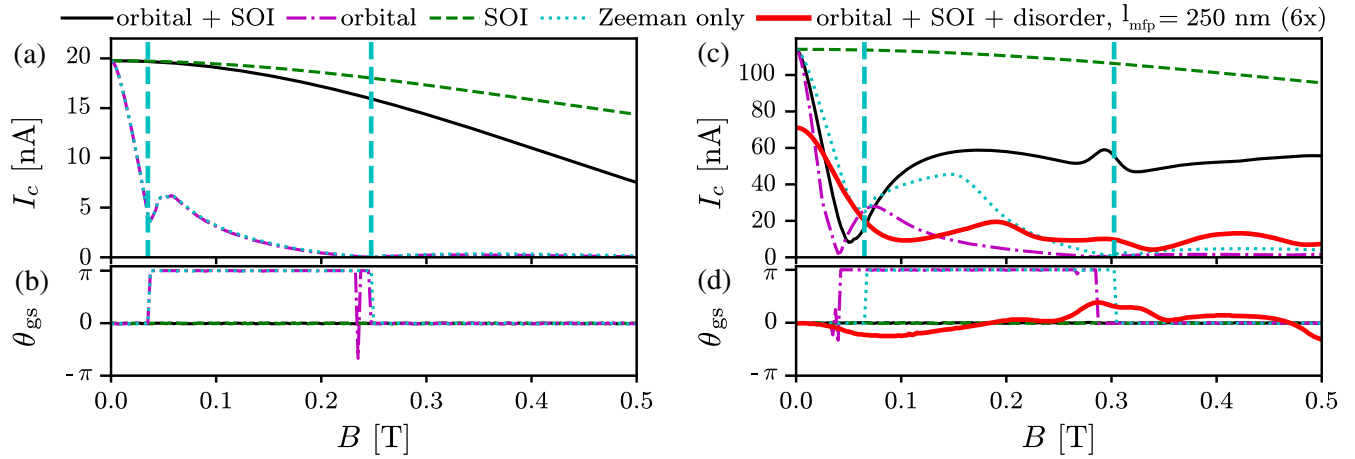 orbital + SOI orbital SOI Zeeman only orbital + SOI + disorder, l_mfp = 250 nm (6x)
(a)
20
15
10
5
0
I_c [nA]
(b)
π
0
-π
θ_gs
0.0 0.1 0.2 0.3 0.4 0.5
B [T]
(c)
100
80
60
40
20
0
I_c [nA]
(d)
π
0
-π
θ_gs
0.0 0.1 0.2 0.3 0.4 0.5
B [T]